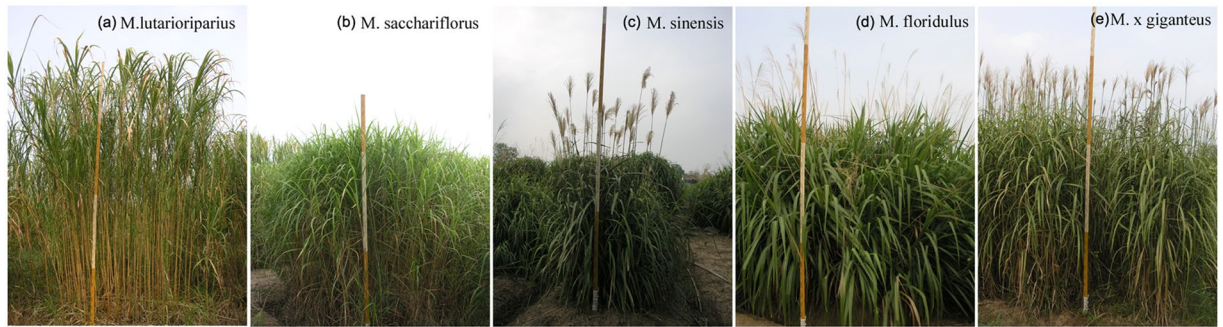 (a) M.lutarioriparius
(b) M. sacchariflorus
(c) M. sinensis
(d) M. floridulus
(e)M. x giganteus